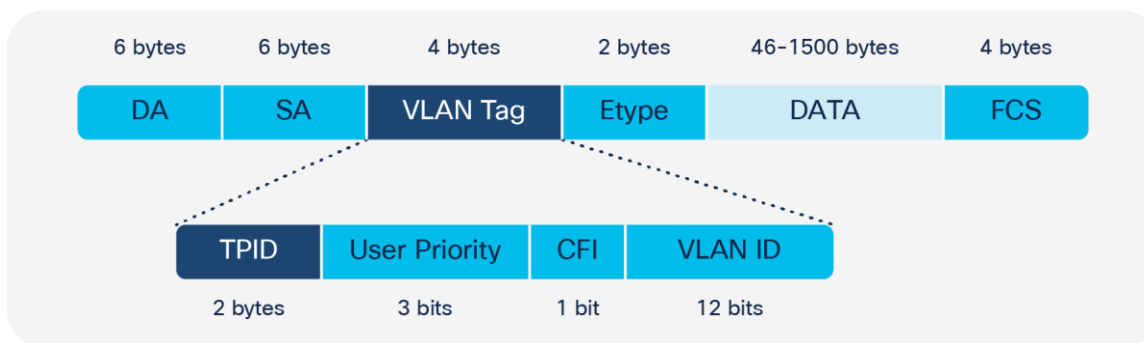 6 bytes 6 bytes 4 bytes 2 bytes 46-1500 bytes 4 bytes
DA SA VLAN Tag Etype DATA FCS
TPID User Priority CFI VLAN ID
2 bytes 3 bits 1 bit 12 bits